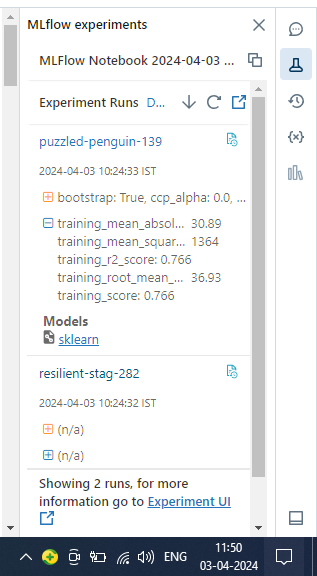 MLflow experiments
MLFlow Notebook 2024-04-03 ...
Experiment Runs D...
puzzled-penguin-139
2024-04-03 10:24:33 IST
bootstrap: True, ccp_alpha: 0.0, ...
training_mean_absol... 30.89
training_mean_squar... 1364
training_r2_score: 0.766
training_root_mean_... 36.93
training_score: 0.766
Models
sklearn
resilient-stag-282
2024-04-03 10:24:32 IST
(n/a)
(n/a)
Showing 2 runs, for more
information go to Experiment UI
ENG
11:50
03-04-2024